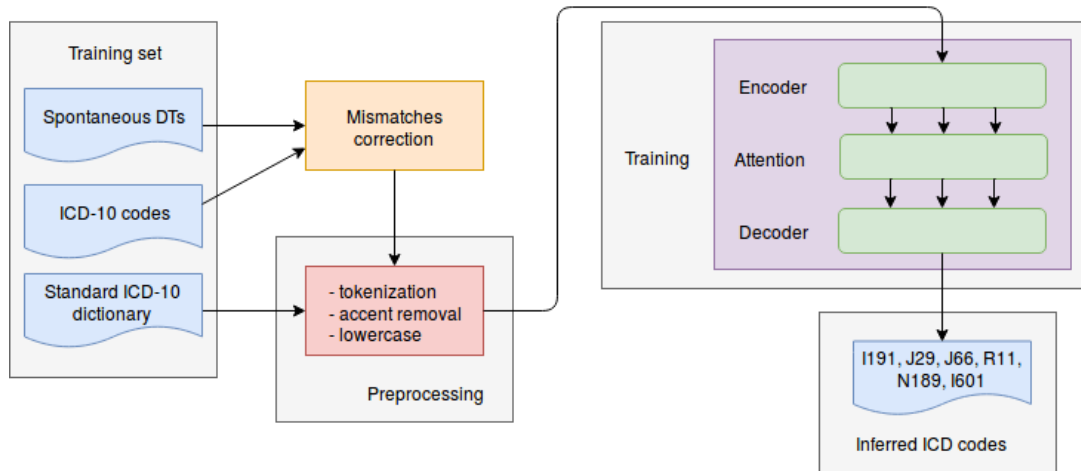 Training set
Spontaneous DTs
ICD-10 codes
Standard ICD-10
dictionary
Mismatches
correction
- tokenization
- accent removal
- lowercase
Preprocessing
Training
Encoder
Attention
Decoder
I191, J29, J66, R11,
N189, I601
Inferred ICD codes